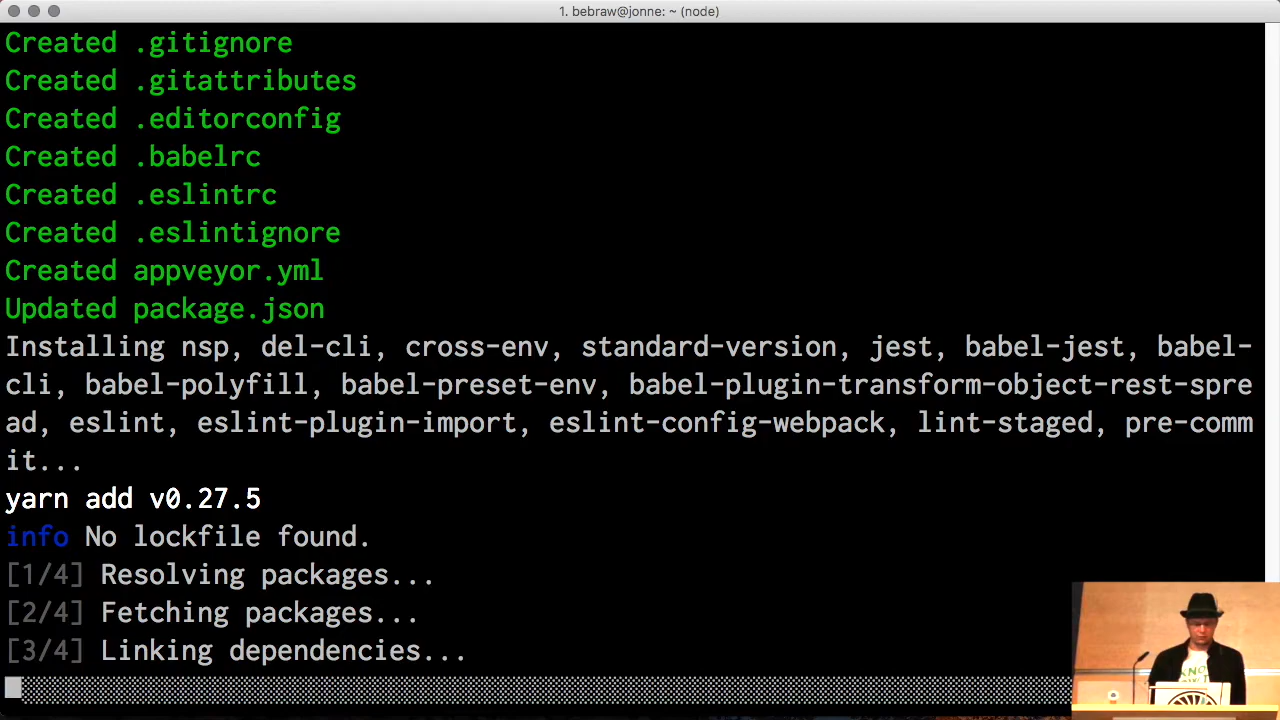 1. bebraw@jonne: ~ (node)
Created .gitignore
Created .gitattributes
Created .editorconfig
Created .babelrc
Created .eslintrc
Created .eslintignore
Created appveyor.yml
Updated package.json
Installing nsp, del-cli, cross-env, standard-version, jest, babel-jest, babel-
cli, babel-polyfill, babel-preset-env, babel-plugin-transform-object-rest-spre
ad, eslint, eslint-plugin-import, eslint-config-webpack, lint-staged, pre-comm
it...
yarn add v0.27.5
info No lockfile found.
[1/4] Resolving packages...
[2/4] Fetching packages...
[3/4] Linking dependencies...